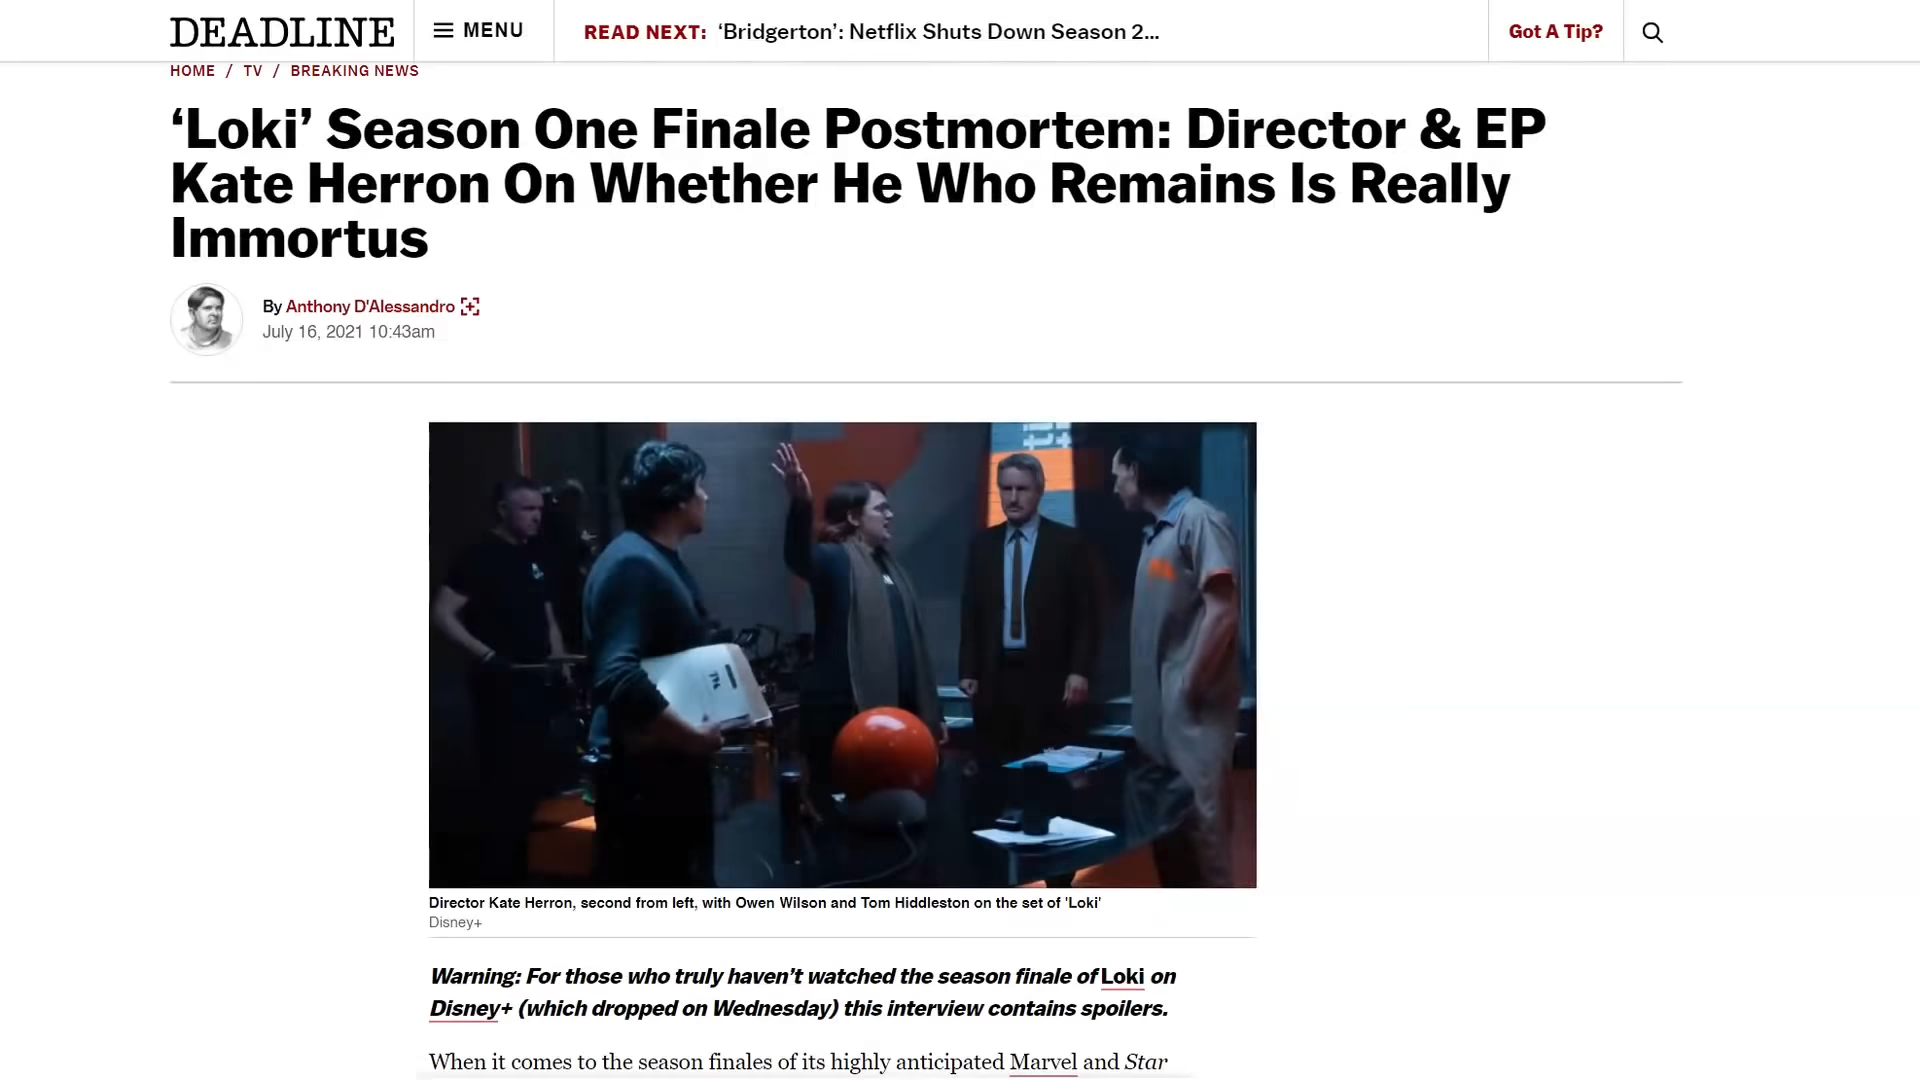 DEADLINE
MENU
READ NEXT: ‘Bridgerton’: Netflix Shuts Down Season 2...
Got A Tip?
HOME / TV / BREAKING NEWS
‘Loki’ Season One Finale Postmortem: Director & EP
Kate Herron On Whether He Who Remains Is Really
Immortus
By Anthony D'Alessandro
July 16, 2021 10:43am
Director Kate Herron, second from left, with Owen Wilson and Tom Hiddleston on the set of 'Loki'
Disney+
Warning: For those who truly haven’t watched the season finale of Loki on
Disney+ (which dropped on Wednesday) this interview contains spoilers.
When it comes to the season finales of its highly anticipated Marvel and Star